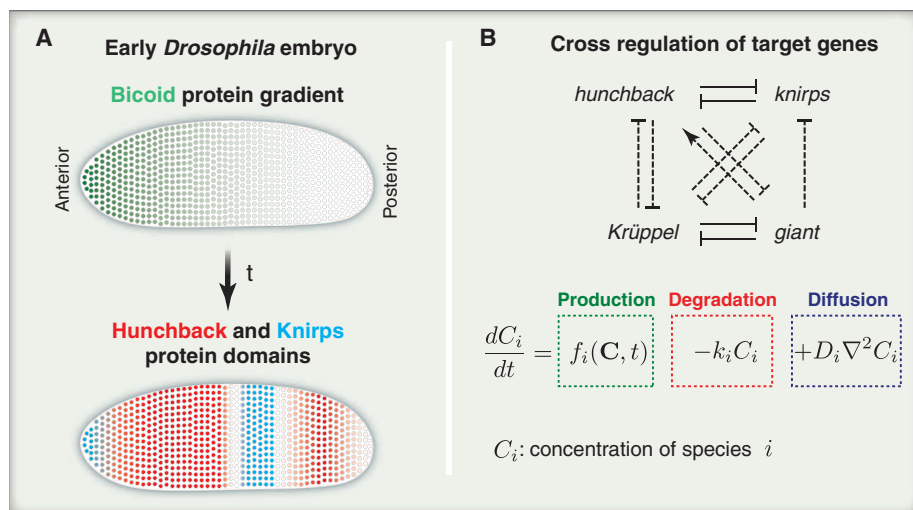 A
Early Drosophila embryo
Bicoid protein gradient
Anterior
Posterior
t
Hunchback and Knirps
protein domains
B
Cross regulation of target genes
hunchback
knirps
Krüppel
giant
Production
Degradation
Diffusion
dC_i/dt = f_i(C, t) −k_iC_i +D_i∇²C_i
C_i: concentration of species i